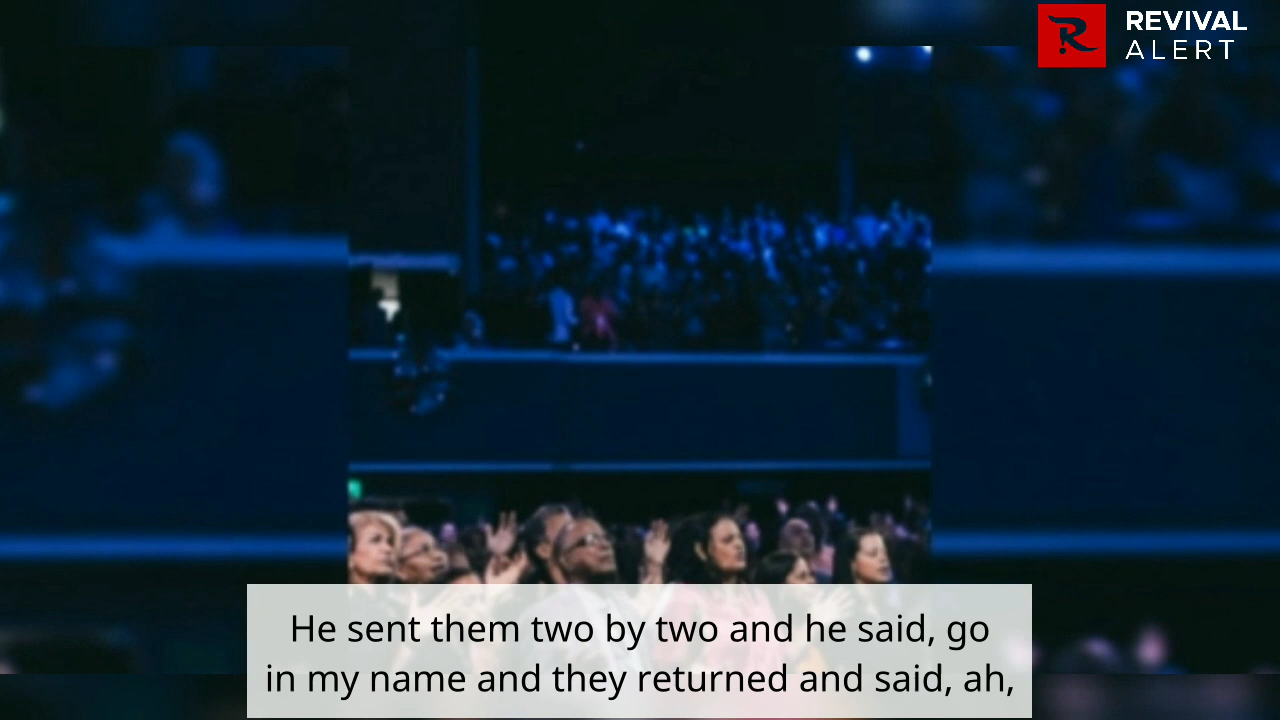 REVIVAL
ALERT
He sent them two by two and he said, go
in my name and they returned and said, ah,